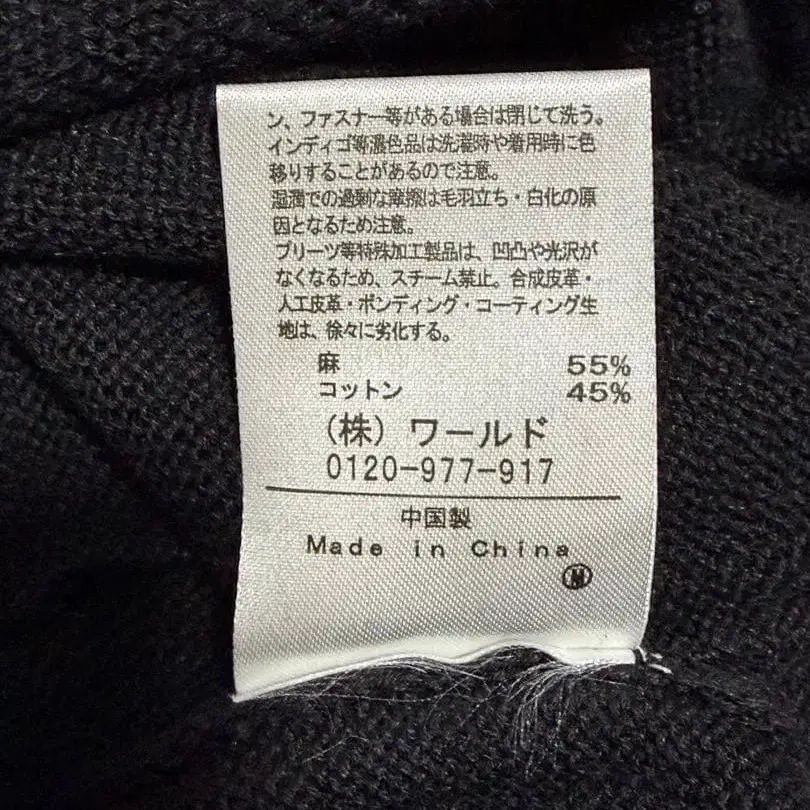 ン、ファスナー等がある場合は閉じて洗う。
インディゴ等濃色品は洗濯時や着用時に色
移りすることがあるので注意。
湿潤での過剰な摩擦は毛羽立ち・白化の原
因となるため注意。
プリーツ等特殊加工製品は、凹凸や光沢が
なくなるため、スチーム禁止。合成皮革・
人工皮革・ボンディング・コーティング生
地は、徐々に劣化する。
麻 55%
コットン 45%
(株)ワールド
0120-977-917
中国製
Made in China
M